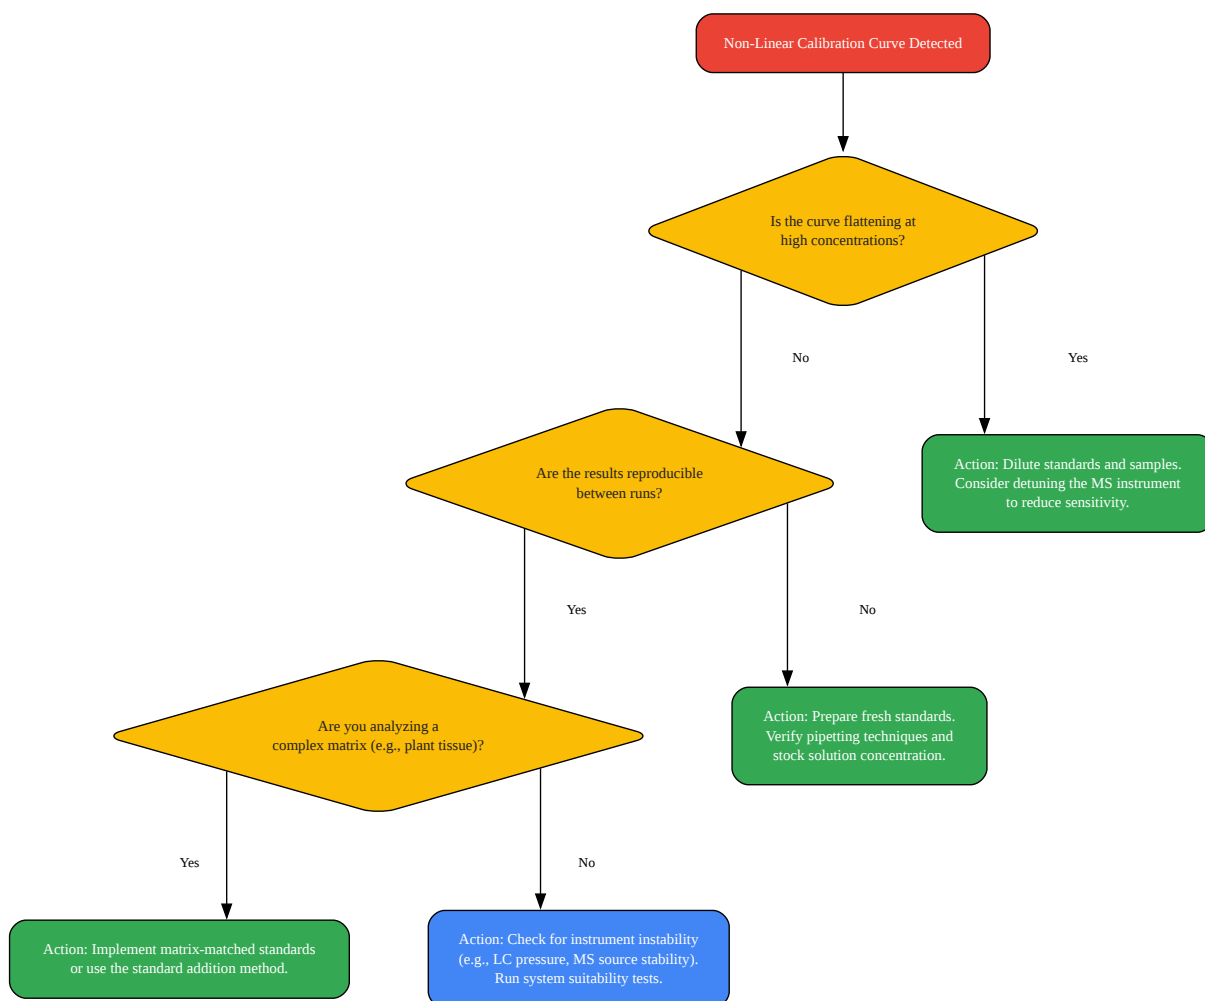 Non-Linear Calibration Curve Detected
Is the curve flattening at
high concentrations?
No
Yes
Are the results reproducible
between runs?
Action: Dilute standards and samples.
Consider detuning the MS instrument
to reduce sensitivity.
Yes
No
Are you analyzing a
complex matrix (e.g., plant tissue)?
Action: Prepare fresh standards.
Verify pipetting techniques and
stock solution concentration.
Yes
No
Action: Implement matrix-matched standards
or use the standard addition method.
Action: Check for instrument instability
(e.g., LC pressure, MS source stability).
Run system suitability tests.